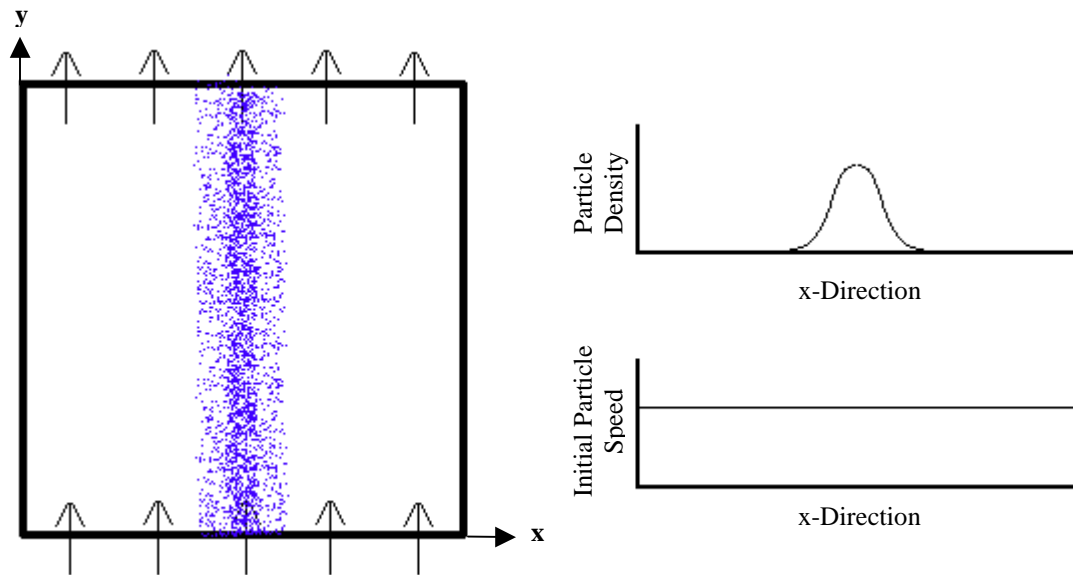 y
x
Particle
Density
x-Direction
Initial Particle
Speed
x-Direction